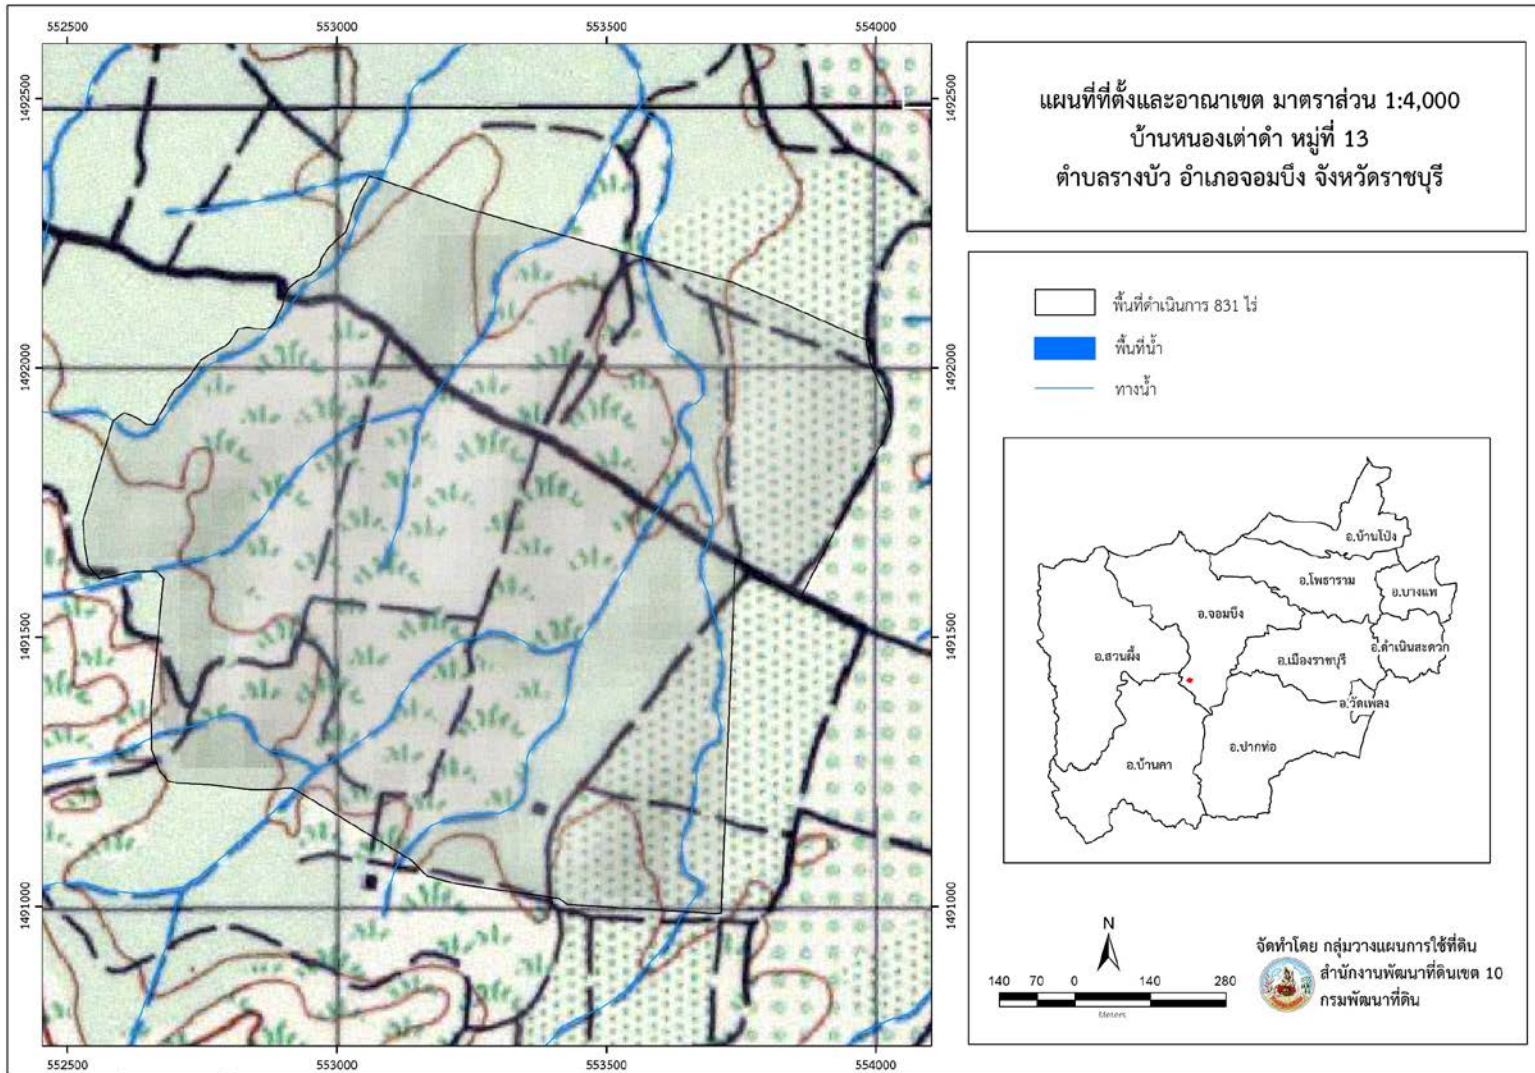 552500 553000 553500 554000
1492500
1492000
1491500
1491000
1492500
1492000
1491500
1491000
552500 553000 553500 554000
แผนที่ที่ตั้งและอาณาเขต มาตราส่วน 1:4,000
บ้านหนองเต่าดำ หมู่ที่ 13
ตำบลรางบัว อำเภอจอมบึง จังหวัดราชบุรี
พื้นที่ดำเนินการ 831 ไร่
พื้นที่น้ำ
ทางน้ำ
อ.บ้านโป่ง
อ.โพธาราม
อ.บางแพ
อ.จอมบึง
อ.ดำเนินสะดวก
อ.สวนผึ้ง
อ.เมืองราชบุรี
อ.วัดเพลง
อ.ปากท่อ
อ.บ้านคา
N
140 70 0 140 280
Meters
จัดทำโดย กลุ่มวางแผนการใช้ที่ดิน
สำนักงานพัฒนาที่ดินเขต 10
กรมพัฒนาที่ดิน